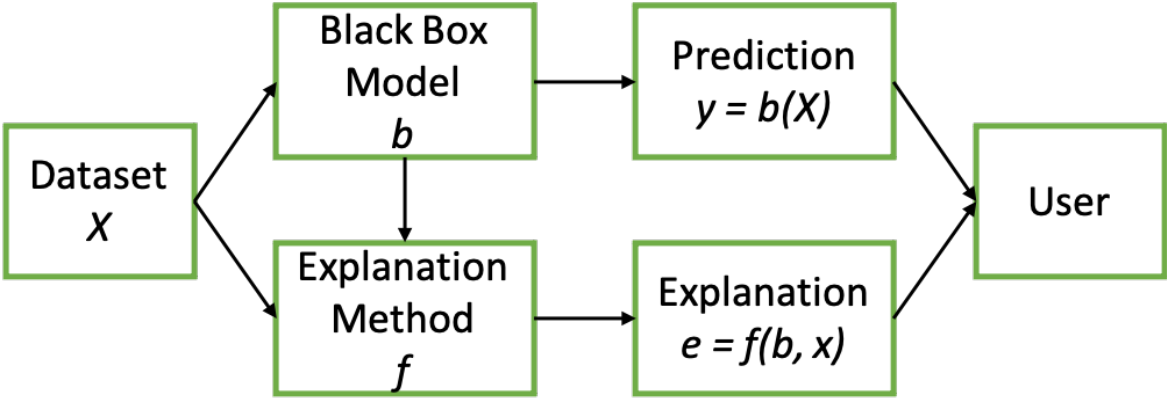 Dataset
X
Black Box
Model
b
Prediction
y = b(X)
Explanation
Method
f
Explanation
e = f(b, x)
User